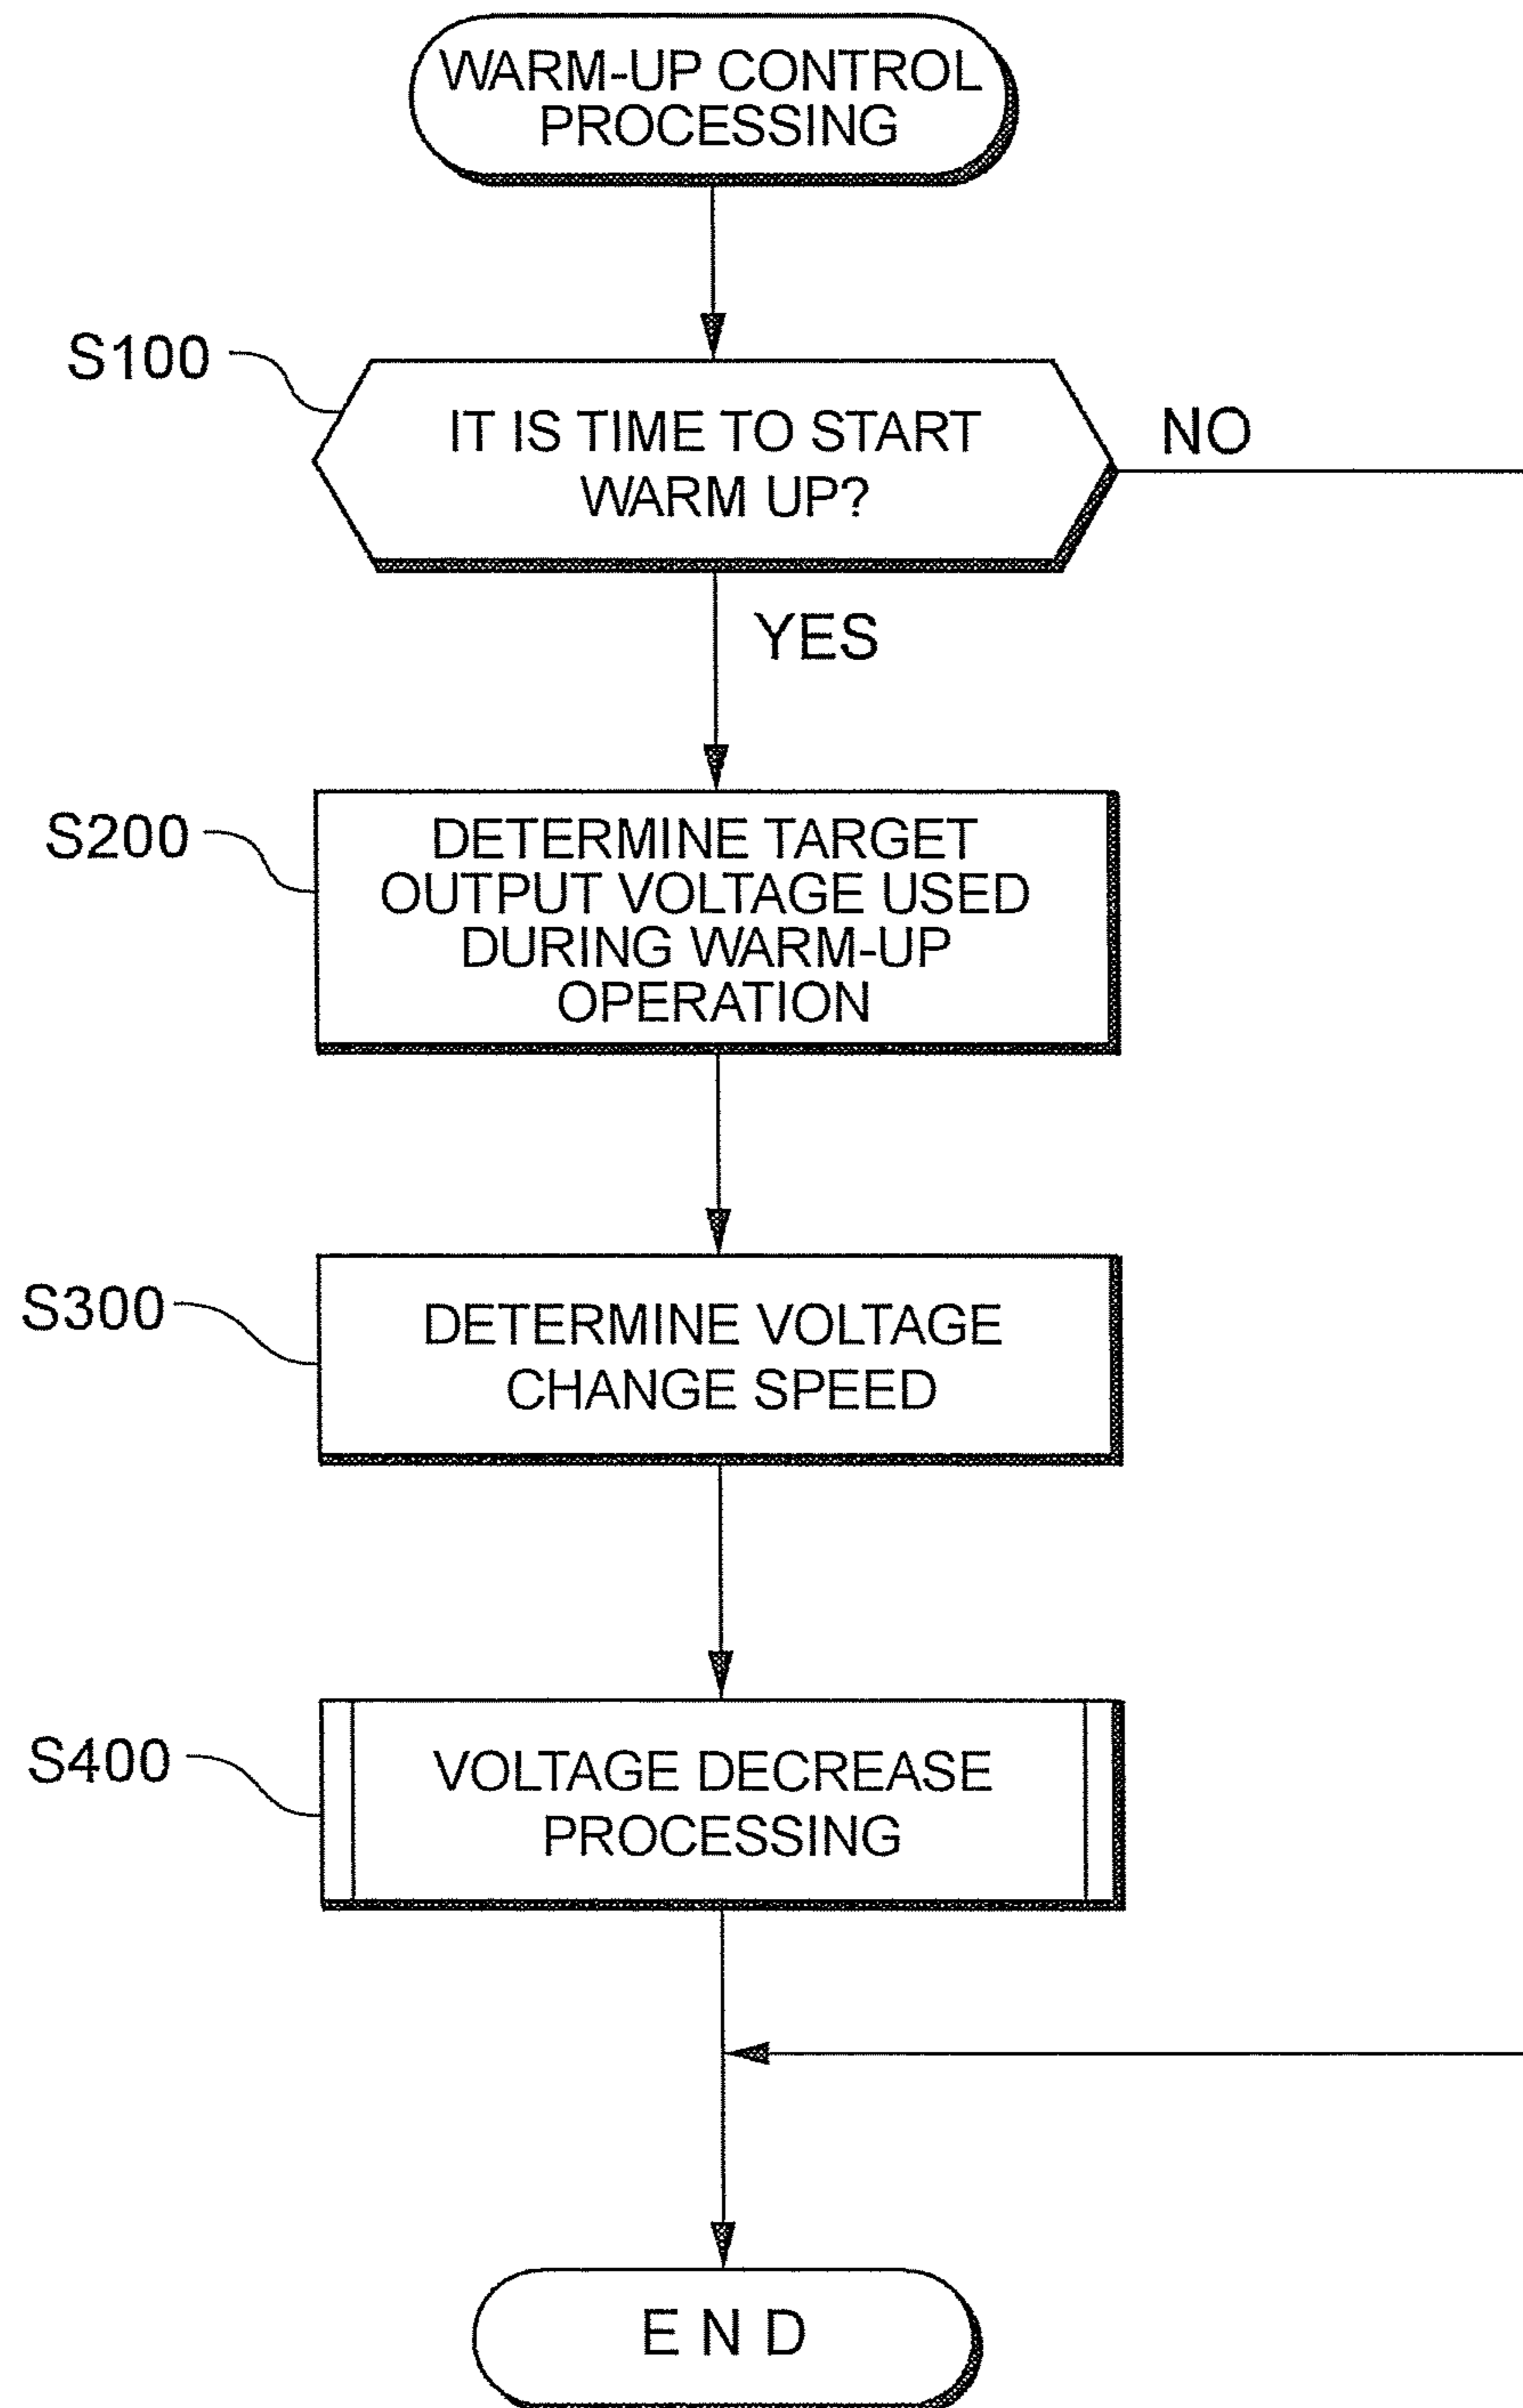 WARM-UP CONTROL
PROCESSING
S100
IT IS TIME TO START
WARM UP?
NO
YES
S200
DETERMINE TARGET
OUTPUT VOLTAGE USED
DURING WARM-UP
OPERATION
S300
DETERMINE VOLTAGE
CHANGE SPEED
S400
VOLTAGE DECREASE
PROCESSING
END